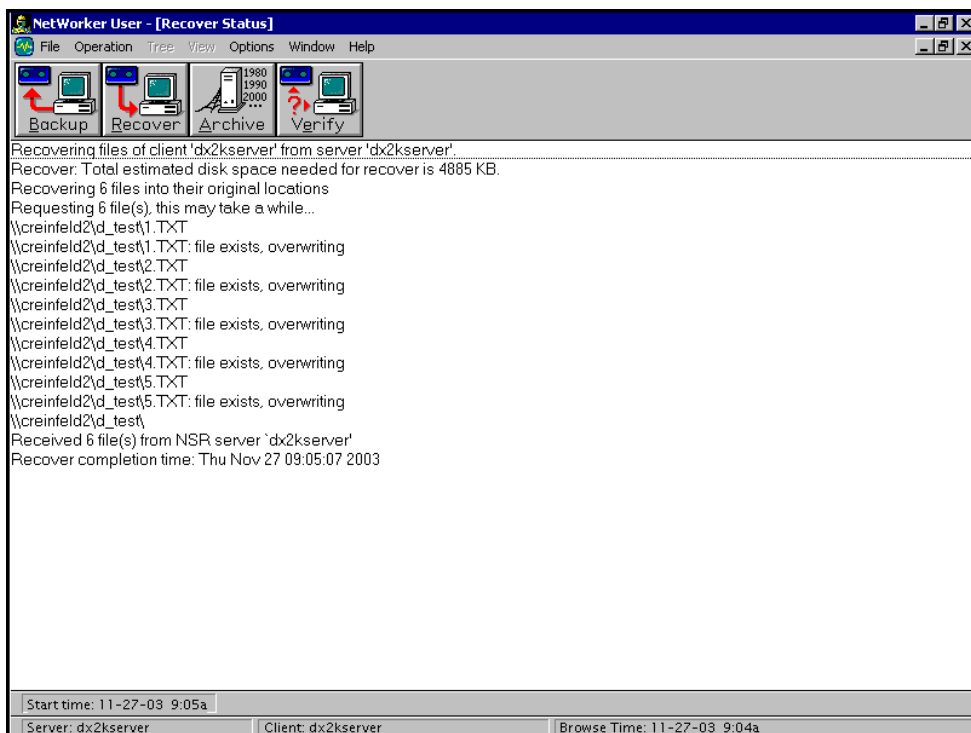 NetWorker User - [Recover Status]
File Operation Tree View Options Window Help
1980
1990
2000
...
Backup Recover Archive Verify
Recovering files of client 'dx2kserver' from server 'dx2kserver'.
Recover: Total estimated disk space needed for recover is 4885 KB.
Recovering 6 files into their original locations
Requesting 6 file(s), this may take a while...
\\creinfeld2\d_test\1.TXT
\\creinfeld2\d_test\1.TXT: file exists, overwriting
\\creinfeld2\d_test\2.TXT
\\creinfeld2\d_test\2.TXT: file exists, overwriting
\\creinfeld2\d_test\3.TXT
\\creinfeld2\d_test\3.TXT: file exists, overwriting
\\creinfeld2\d_test\4.TXT
\\creinfeld2\d_test\4.TXT: file exists, overwriting
\\creinfeld2\d_test\5.TXT
\\creinfeld2\d_test\5.TXT: file exists, overwriting
\\creinfeld2\d_test\
Received 6 file(s) from NSR server `dx2kserver'
Recover completion time: Thu Nov 27 09:05:07 2003
Start time: 11-27-03 9:05a
Server: dx2kserver Client: dx2kserver Browse Time: 11-27-03 9:04a